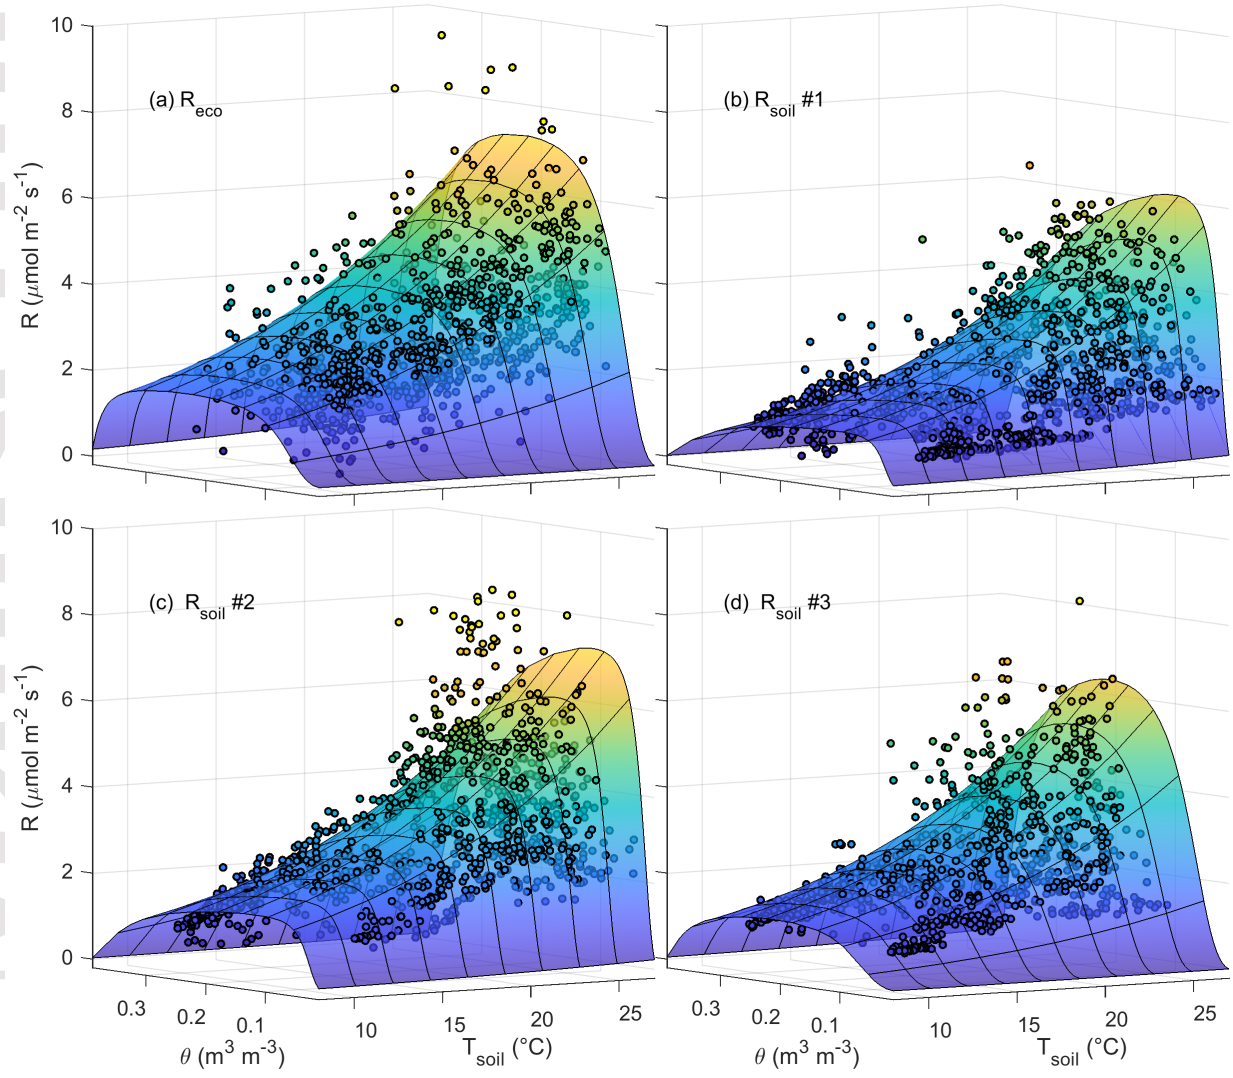 10
8
6
4
2
0
R (μmol m⁻² s⁻¹)
(a) R_eco
(b) R_soil #1
10
8
6
4
2
0
R (μmol m⁻² s⁻¹)
(c) R_soil #2
(d) R_soil #3
0.3 0.2 0.1 10 15 20 25
θ (m³ m⁻³) T_soil (°C)
0.3 0.2 0.1 10 15 20 25
θ (m³ m⁻³) T_soil (°C)